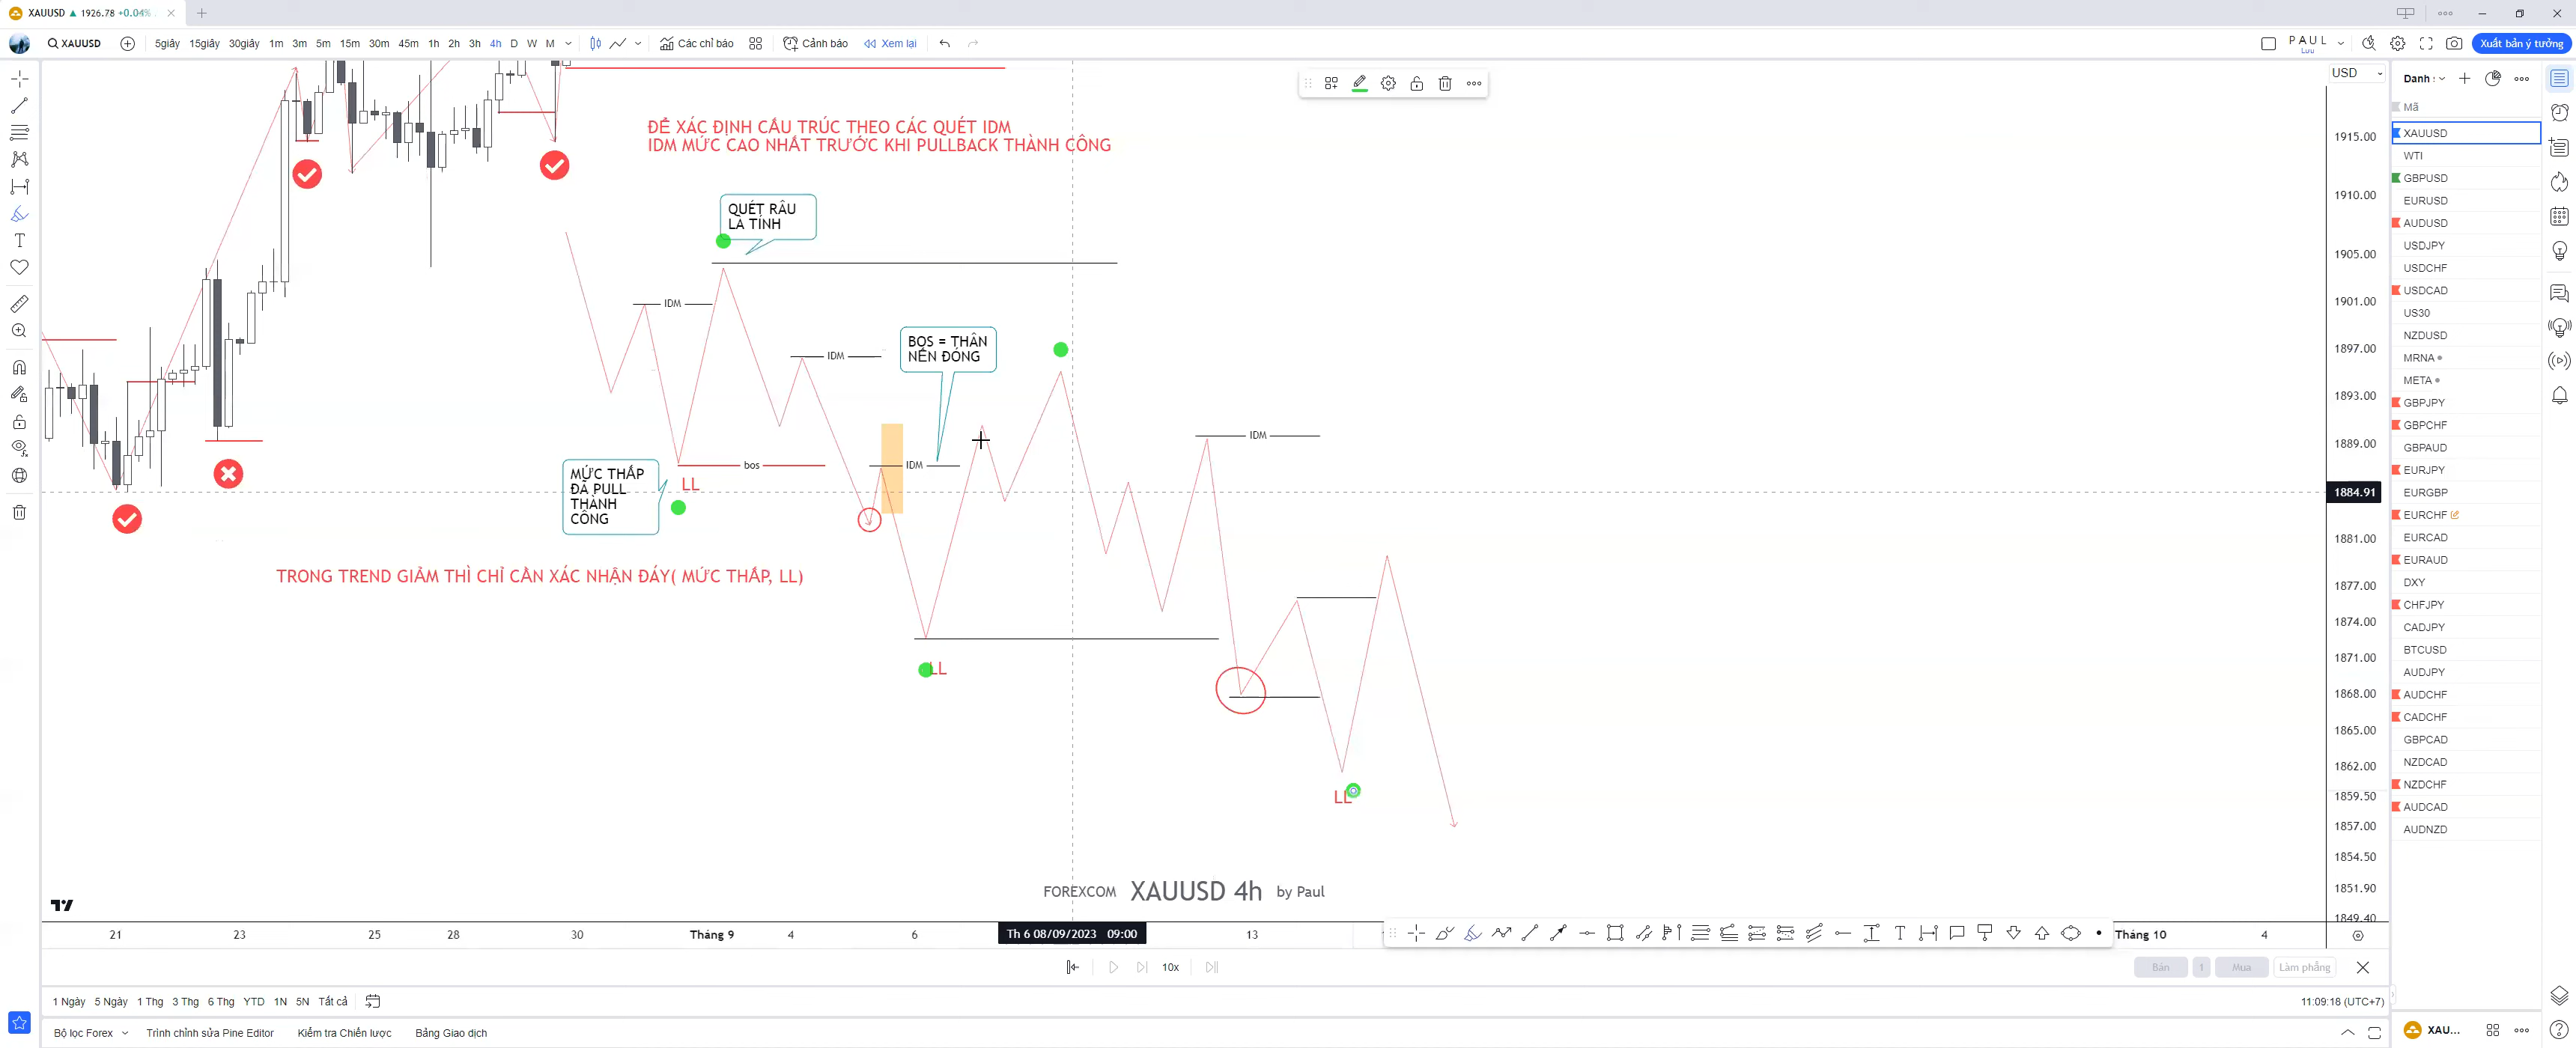 XAUUSD ▲ 1926.78 +0.04%
XAUUSD 5giây 15giây 30giây 1m 3m 5m 15m 30m 45m 1h 2h 3h 4h D W M Các chỉ báo Cảnh báo Xem lại
P A U L
Lưu
Xuất bản ý tưởng
USD
Danh :
Mã
XAUUSD
WTI
GBPUSD
EURUSD
AUDUSD
USDJPY
USDCHF
USDCAD
US30
NZDUSD
MRNA
META
GBPJPY
GBPCHF
GBPAUD
EURJPY
EURGBP
EURCHF
EURCAD
EURAUD
DXY
CHFJPY
CADJPY
BTCUSD
AUDJPY
AUDCHF
CADCHF
GBPCAD
NZDCAD
NZDCHF
AUDCAD
AUDNZD
1915.00
1910.00
1905.00
1901.00
1897.00
1893.00
1889.00
1884.91
1881.00
1877.00
1874.00
1871.00
1868.00
1865.00
1862.00
1859.50
1857.00
1854.50
1851.90
1849.40
ĐỂ XÁC ĐỊNH CẤU TRÚC THEO CÁC QUÉT IDM
IDM MỨC CAO NHẤT TRƯỚC KHI PULLBACK THÀNH CÔNG
QUÉT RÂU
LÀ TÍNH
IDM
IDM
BOS = THÂN
NẾN ĐÓNG
IDM
bos
IDM
MỨC THẤP
ĐÃ PULL
THÀNH
CÔNG
LL
TRONG TREND GIẢM THÌ CHỈ CẦN XÁC NHẬN ĐÁY( MỨC THẤP, LL)
LL
LL
FOREXCOM XAUUSD 4h by Paul
21 23 25 28 30 Tháng 9 4 6 Th 6 08/09/2023 09:00 13 Tháng 10 4
10x
Bán 1 Mua Làm phẳng
1 Ngày 5 Ngày 1 Thg 3 Thg 6 Thg YTD 1N 5N Tất cả
11:09:18 (UTC+7)
Bộ lọc Forex Trình chỉnh sửa Pine Editor Kiểm tra Chiến lược Bảng Giao dịch
XAU...